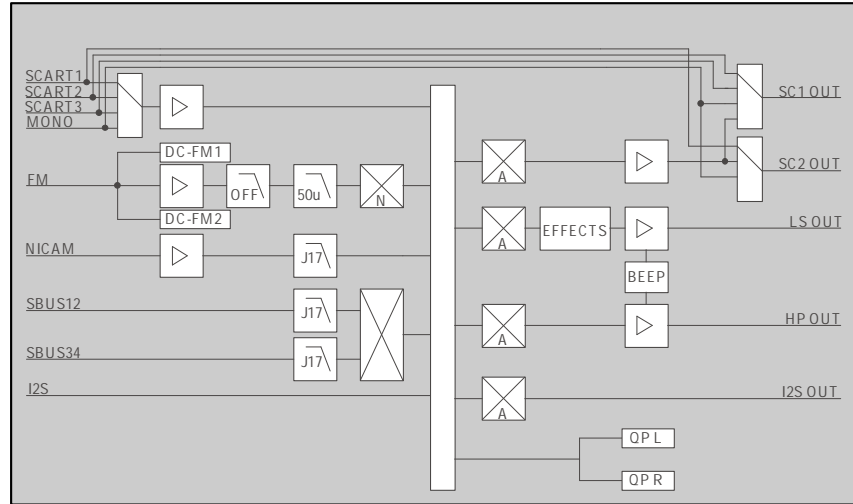 SCART1
SCART2
SCART3
MONO
SC1 OUT
DC-FM1
FM
OFF
50u
N
A
SC2 OUT
DC-FM2
A
EFFECTS
LS OUT
NICAM
J17
BEEP
SBUS12
J17
A
HP OUT
SBUS34
J17
I2S
A
I2S OUT
QPL
QPR